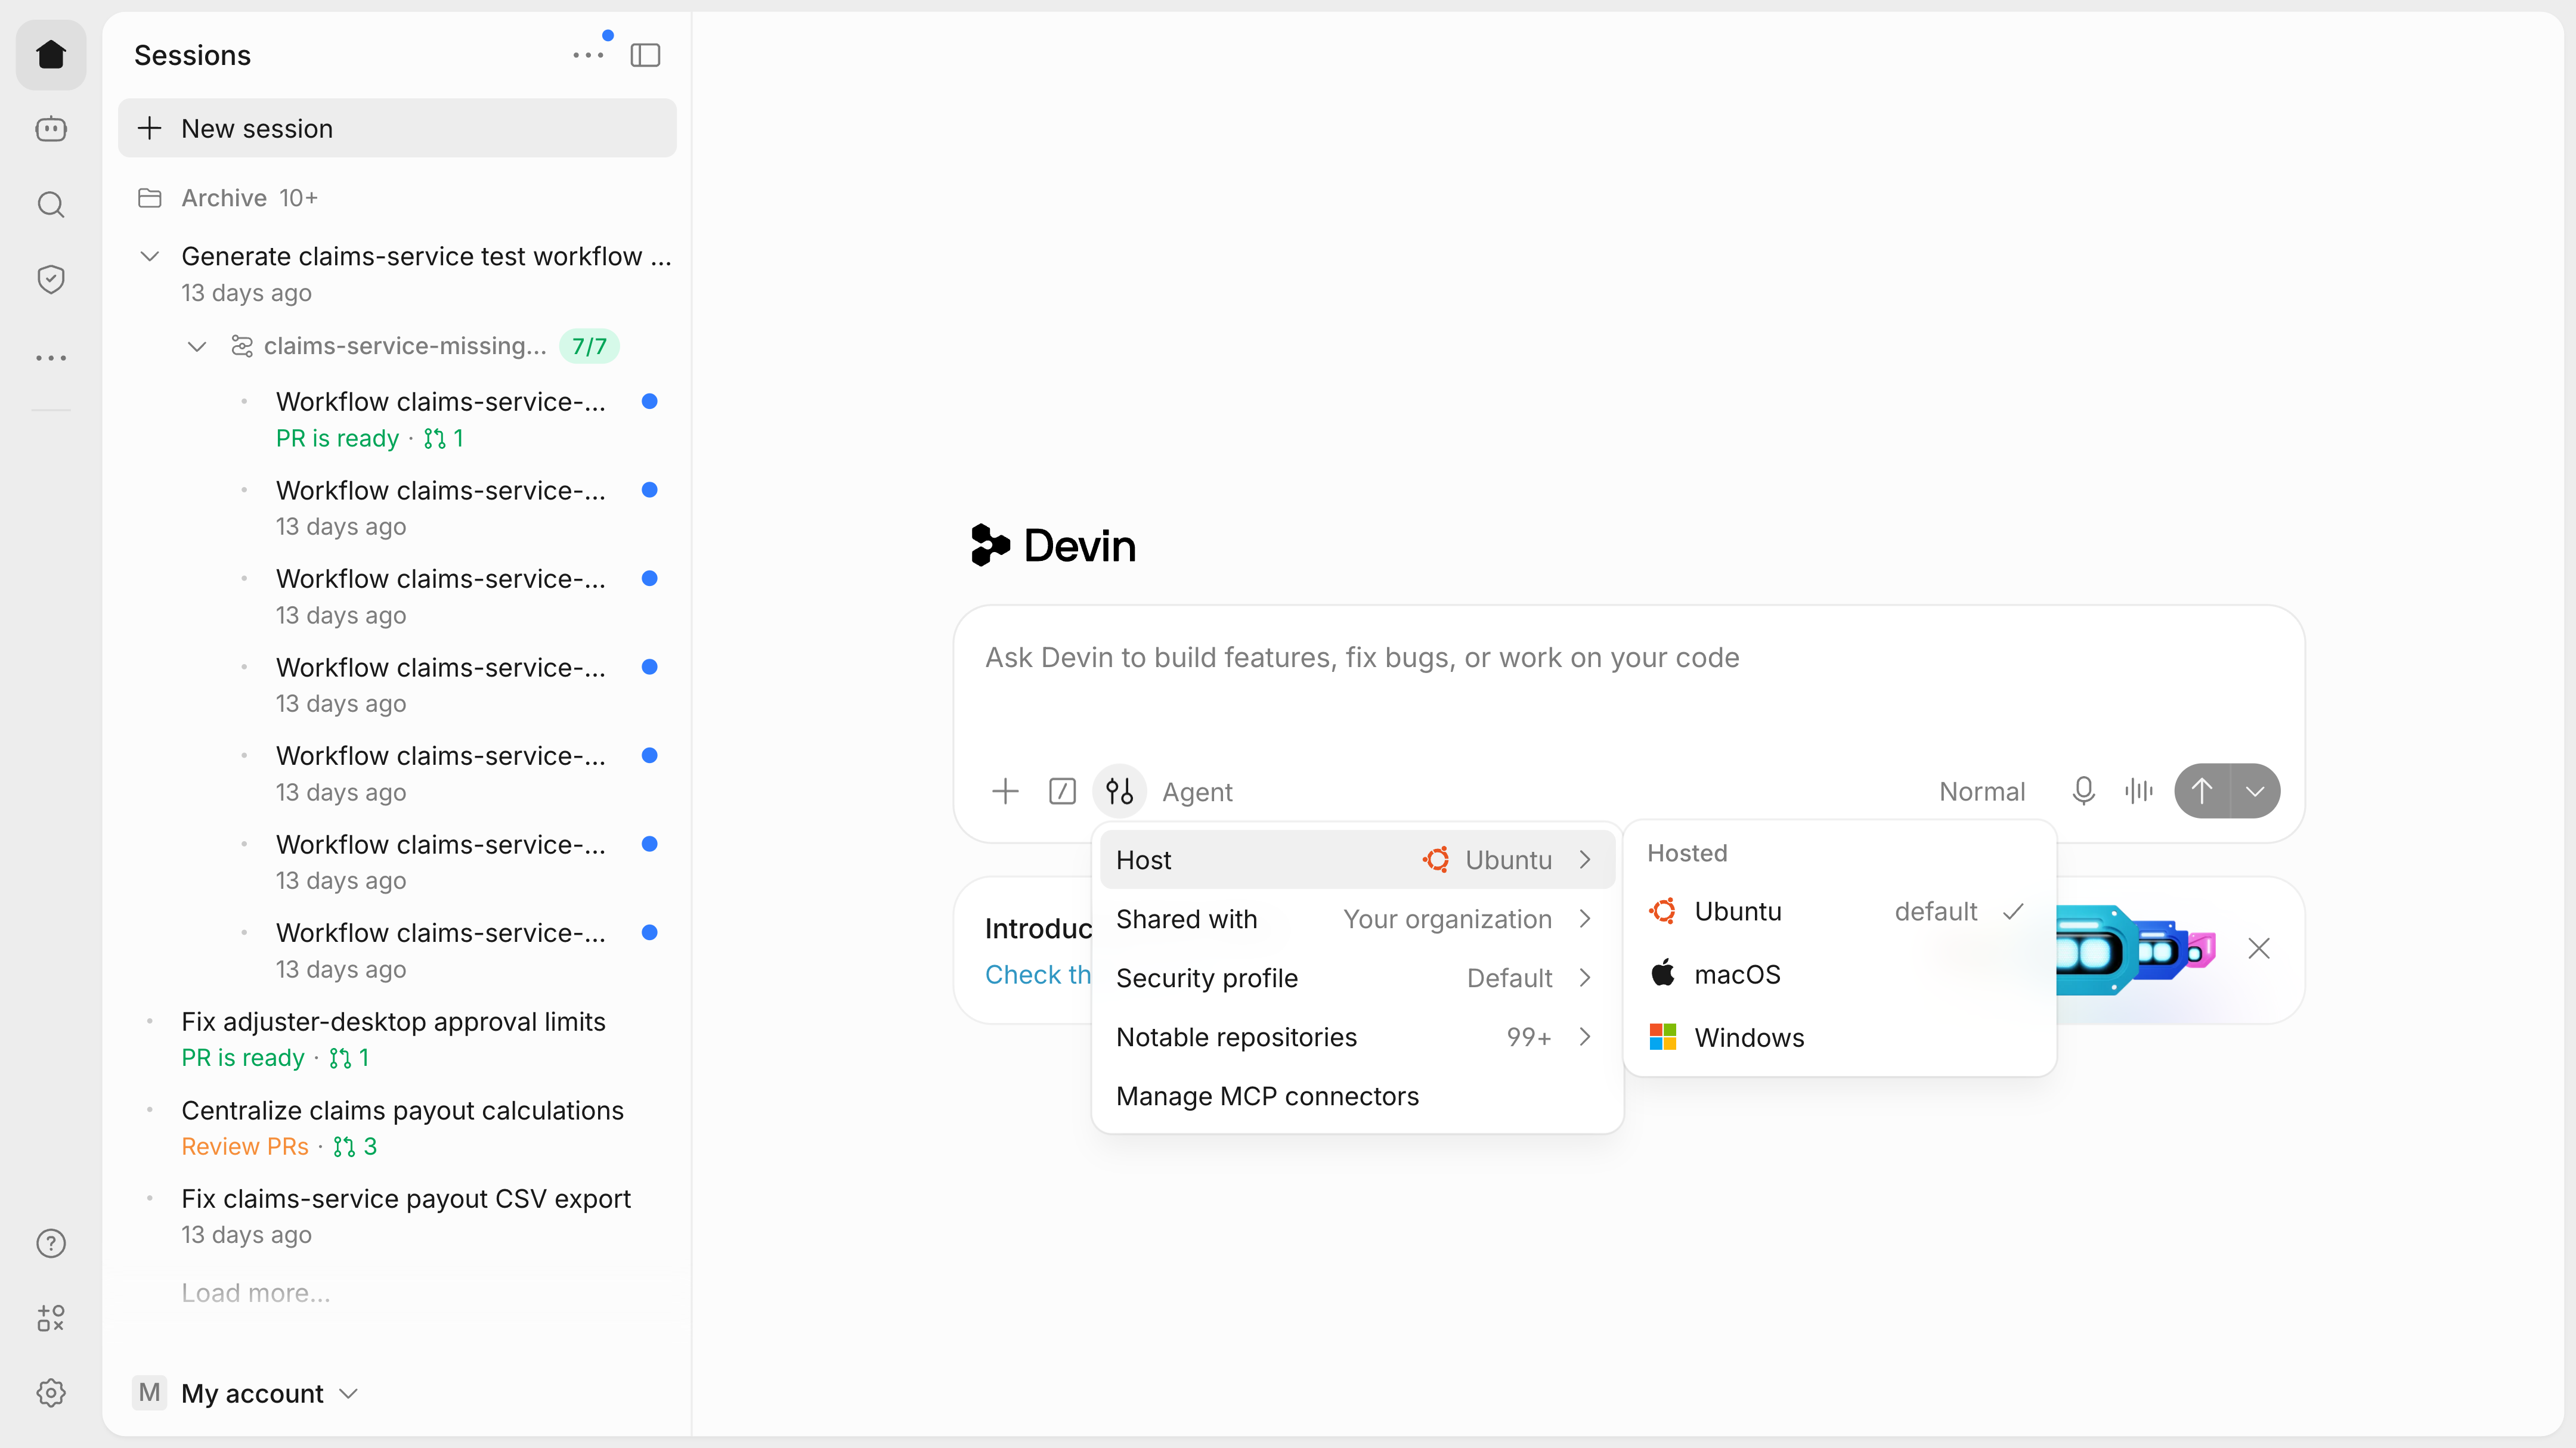 Sessions
New session
Archive 10+
Generate claims-service test workflow ...
13 days ago
claims-service-missing... 7/7
Workflow claims-service-...
PR is ready · 1
Workflow claims-service-...
13 days ago
Workflow claims-service-...
13 days ago
Workflow claims-service-...
13 days ago
Workflow claims-service-...
13 days ago
Workflow claims-service-...
13 days ago
Workflow claims-service-...
13 days ago
Fix adjuster-desktop approval limits
PR is ready · 1
Centralize claims payout calculations
Review PRs · 3
Fix claims-service payout CSV export
13 days ago
Load more...
M My account
Devin
Ask Devin to build features, fix bugs, or work on your code
Agent Normal
Introduc
Check th
Host Ubuntu
Shared with Your organization
Security profile Default
Notable repositories 99+
Manage MCP connectors
Hosted
Ubuntu default
macOS
Windows